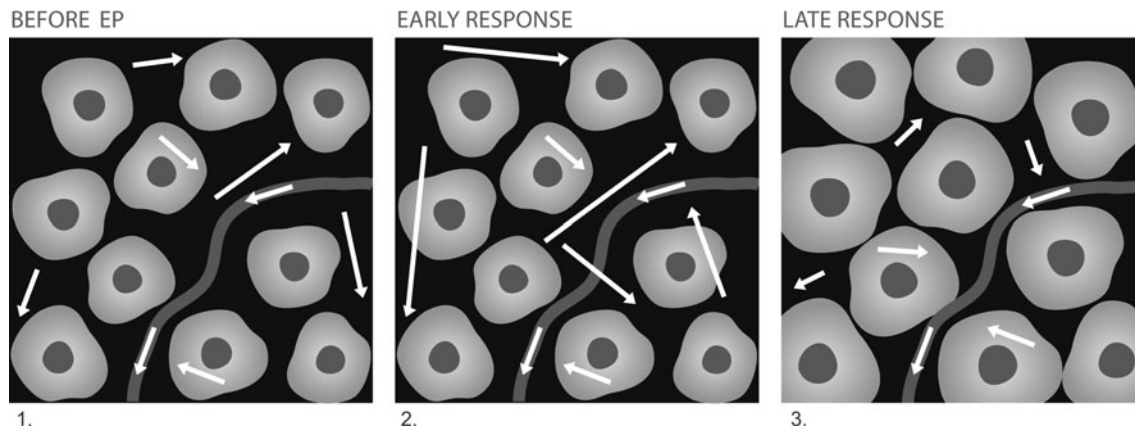 BEFORE EP
EARLY RESPONSE
LATE RESPONSE
1.
2.
3.